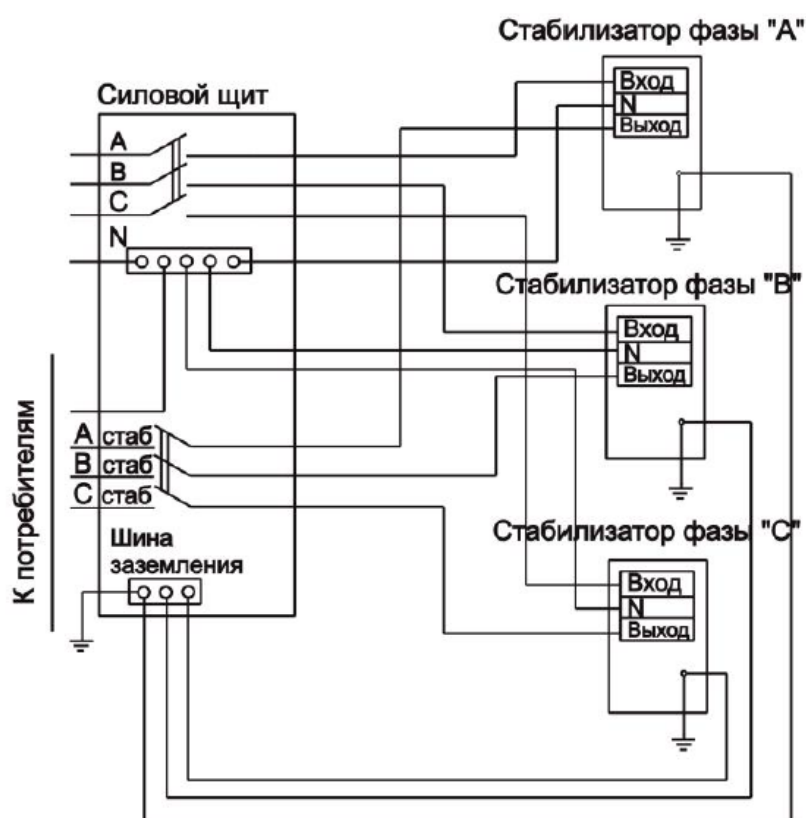 Стабилизатор фазы "А"
Вход
N
Выход
Силовой щит
А
В
С
N
Стабилизатор фазы "В"
Вход
N
Выход
К потребителям
А стаб
В стаб
С стаб
Шина
заземления
Стабилизатор фазы "С"
Вход
N
Выход